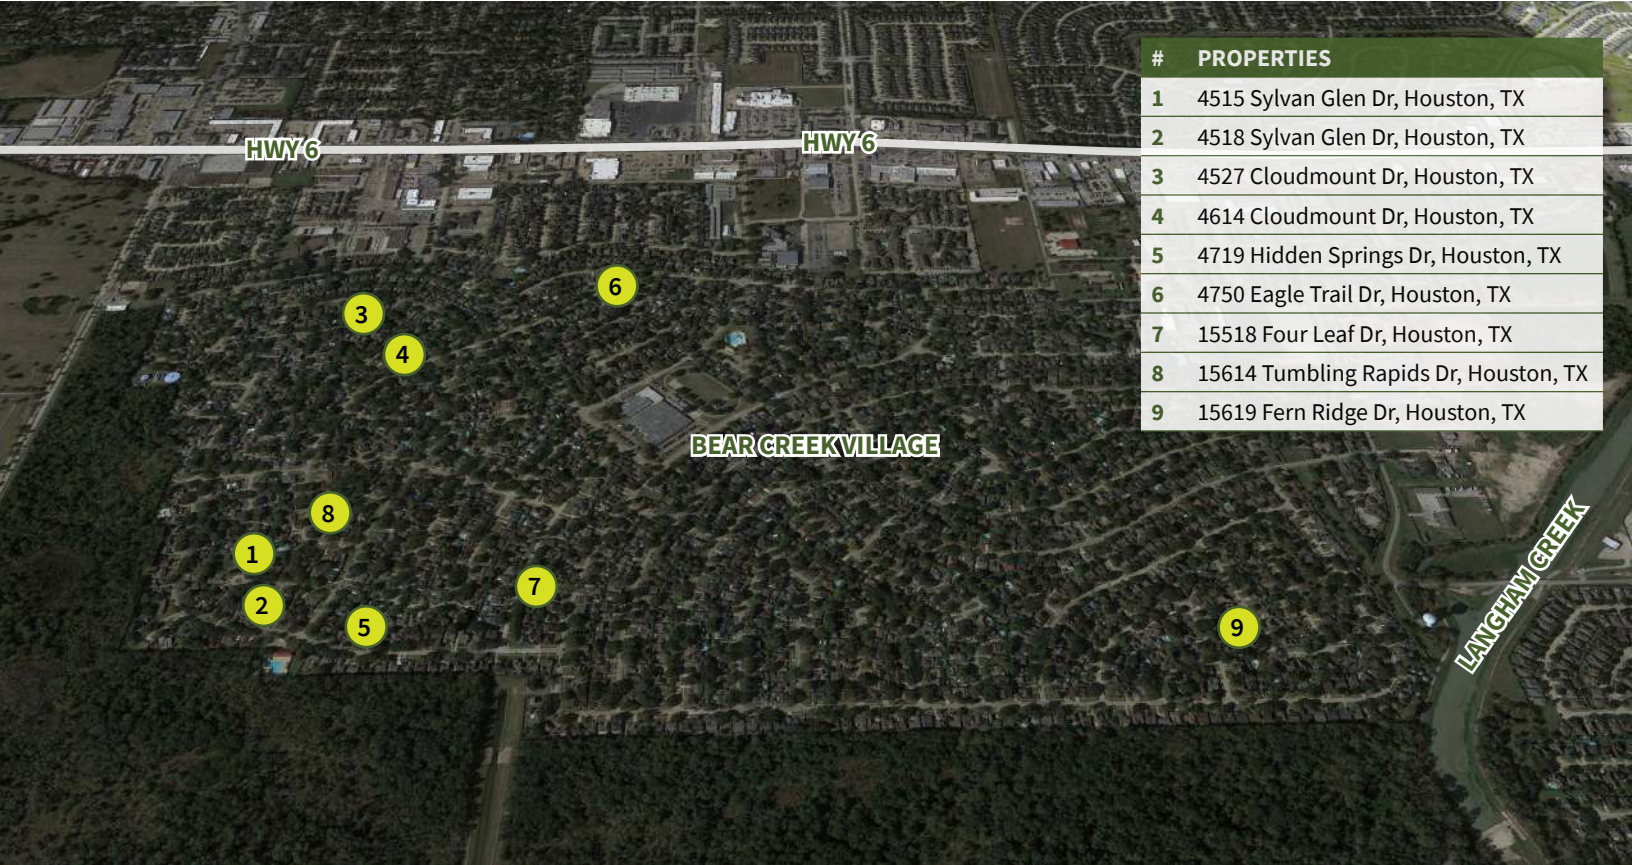 # PROPERTIES
1 4515 Sylvan Glen Dr, Houston, TX
2 4518 Sylvan Glen Dr, Houston, TX
3 4527 Cloudmount Dr, Houston, TX
4 4614 Cloudmount Dr, Houston, TX
5 4719 Hidden Springs Dr, Houston, TX
6 4750 Eagle Trail Dr, Houston, TX
7 15518 Four Leaf Dr, Houston, TX
8 15614 Tumbling Rapids Dr, Houston, TX
9 15619 Fern Ridge Dr, Houston, TX
HWY 6
HWY 6
6
3
4
BEAR CREEK VILLAGE
8
1
7
2
5
9
LANGHAM CREEK